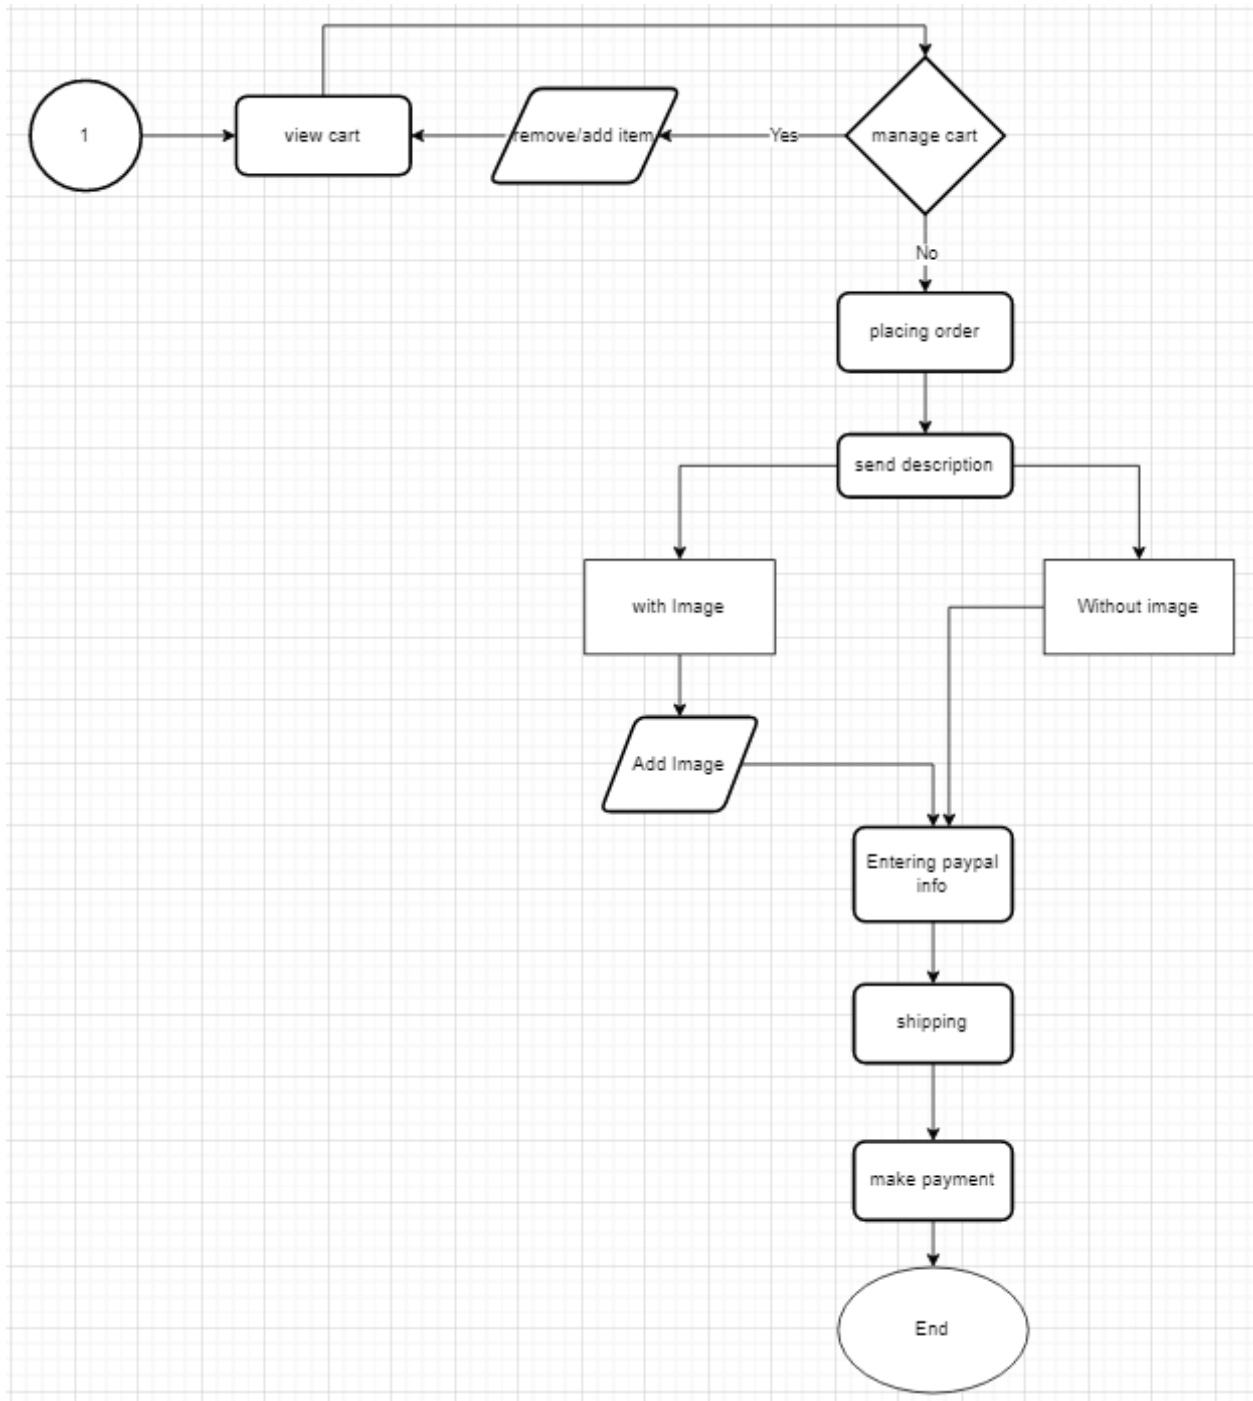 1
view cart
remove/add item
Yes
manage cart
No
placing order
send description
with Image
Without image
Add Image
Entering paypal
info
shipping
make payment
End